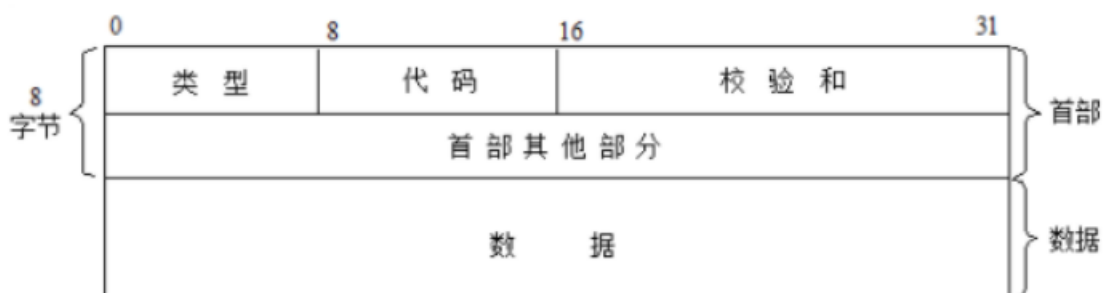 0 8 16 31
类 型 代 码 校 验 和
8
字节
首部
首 部 其 他 部 分
数 据
数据